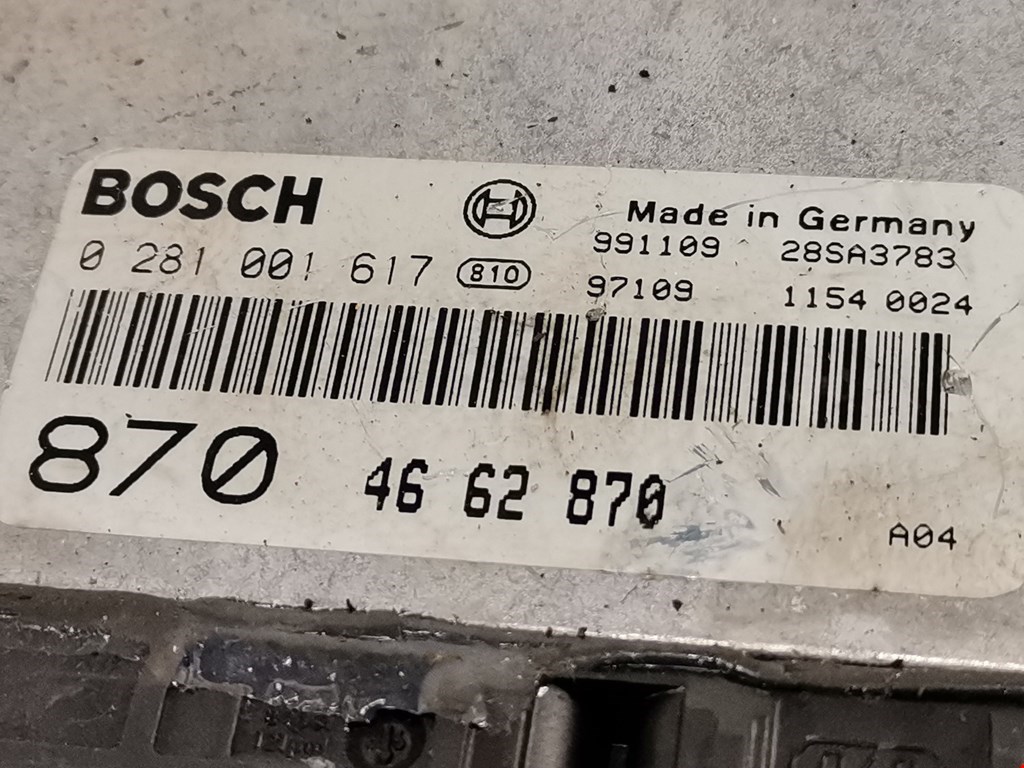 BOSCH
Made in Germany
0 281 001 617 810
991109 28SA3783
97109 1154 0024
870 46 62 870
A04